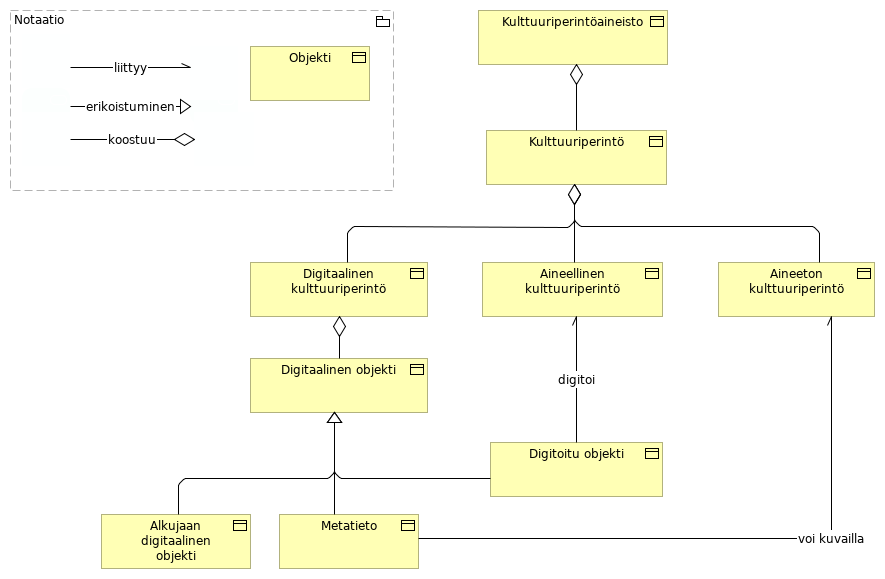 Notaatio
liittyy
erikoistuminen
koostuu
Objekti
Kulttuuriperintöaineisto
Kulttuuriperintö
Digitaalinen
kulttuuriperintö
Aineellinen
kulttuuriperintö
Aineeton
kulttuuriperintö
Digitaalinen objekti
digitoi
Digitoitu objekti
Alkujaan
digitaalinen
objekti
Metatieto
voi kuvailla